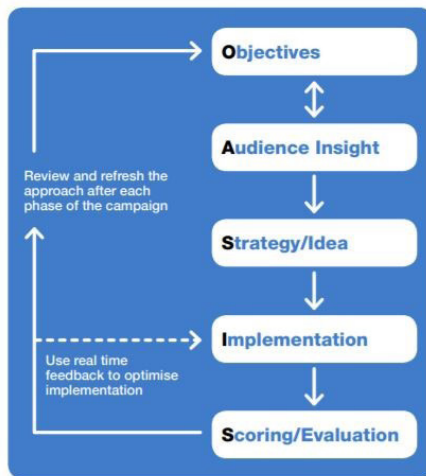 Objectives
Audience Insight
Review and refresh the
approach after each
phase of the campaign
Strategy/Idea
Implementation
Use real time
feedback to optimise
implementation
Scoring/Evaluation